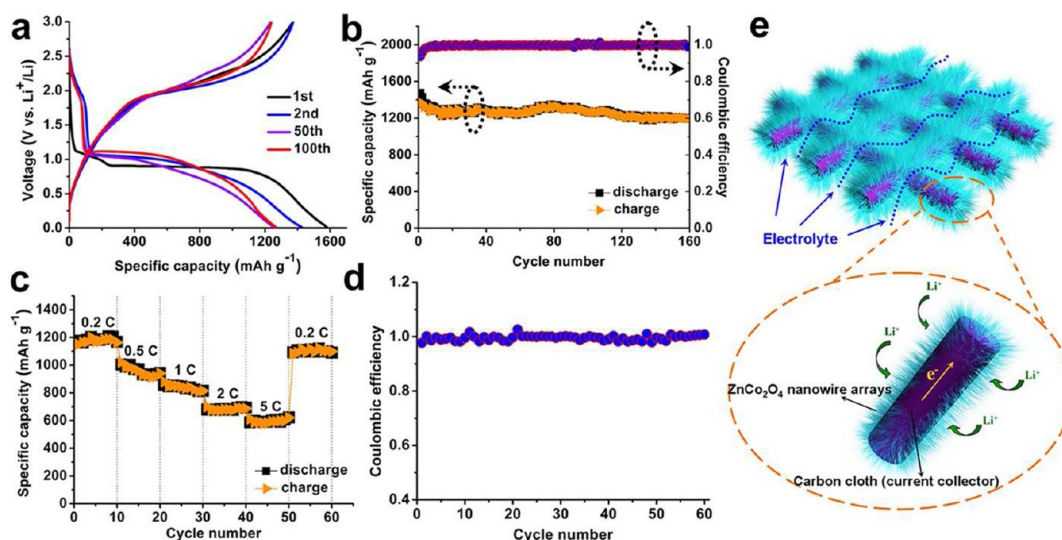 a
3.0
2.5
2.0
1.5
1.0
0.5
0.0
Voltage (V vs. Li+/Li)
1st
2nd
50th
100th
0 400 800 1200 1600
Specific capacity (mAh g-1)
b
2000
1600
1200
800
400
0
Specific capacity (mAh g-1)
1.0
0.8
0.6
0.4
0.2
0.0
Coulombic efficiency
discharge
charge
0 40 80 120 160
Cycle number
c
1400
1200
1000
800
600
400
200
0
Specific capacity (mAh g-1)
0.2 C
0.5 C
1 C
2 C
5 C
0.2 C
discharge
charge
0 10 20 30 40 50 60
Cycle number
d
1.2
1.0
0.8
0.6
0.4
Coulombic efficiency
0 10 20 30 40 50 60
Cycle number
e
Electrolyte
Li+
Li+
Li+
Li+
Li+
e-
ZnCo2O4 nanowire arrays
Carbon cloth (current collector)